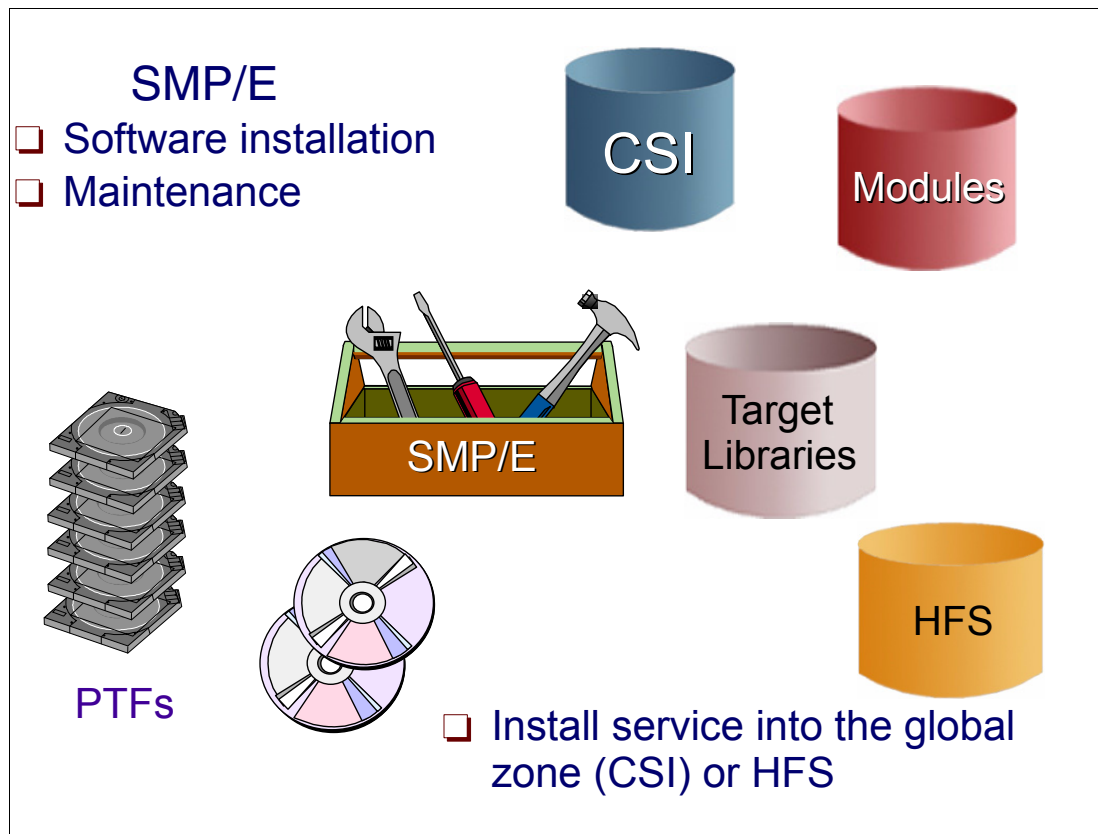 SMP/E
Software installation
Maintenance
CSI
Modules
SMP/E
Target
Libraries
HFS
PTFs
Install service into the global
zone (CSI) or HFS